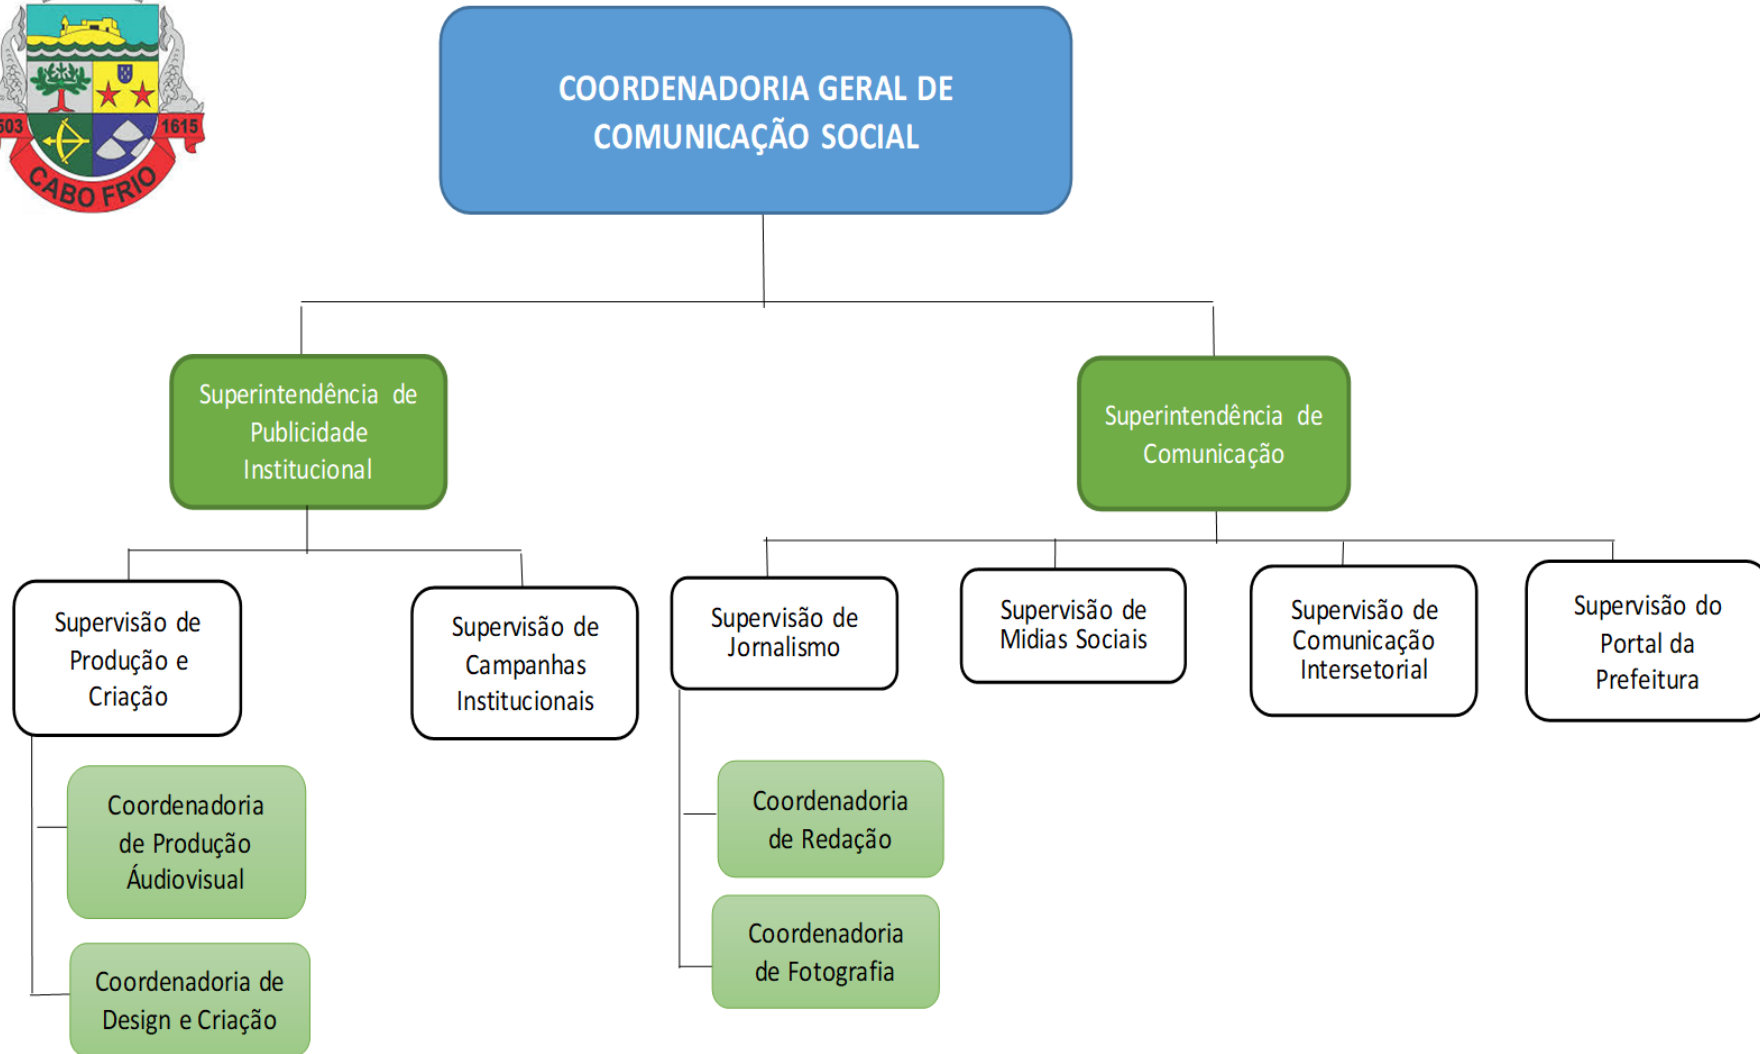 503
1615
CABO FRIO
COORDENADORIA GERAL DE
COMUNICAÇÃO SOCIAL
Superintendência de
Publicidade
Institucional
Superintendência de
Comunicação
Supervisão de
Produção e
Criação
Supervisão de
Campanhas
Institucionais
Supervisão de
Jornalismo
Supervisão de
Midias Sociais
Supervisão de
Comunicação
Intersetorial
Supervisão do
Portal da
Prefeitura
Coordenadoria
de Produção
Áudiovisual
Coordenadoria de
Design e Criação
Coordenadoria
de Redação
Coordenadoria
de Fotografia